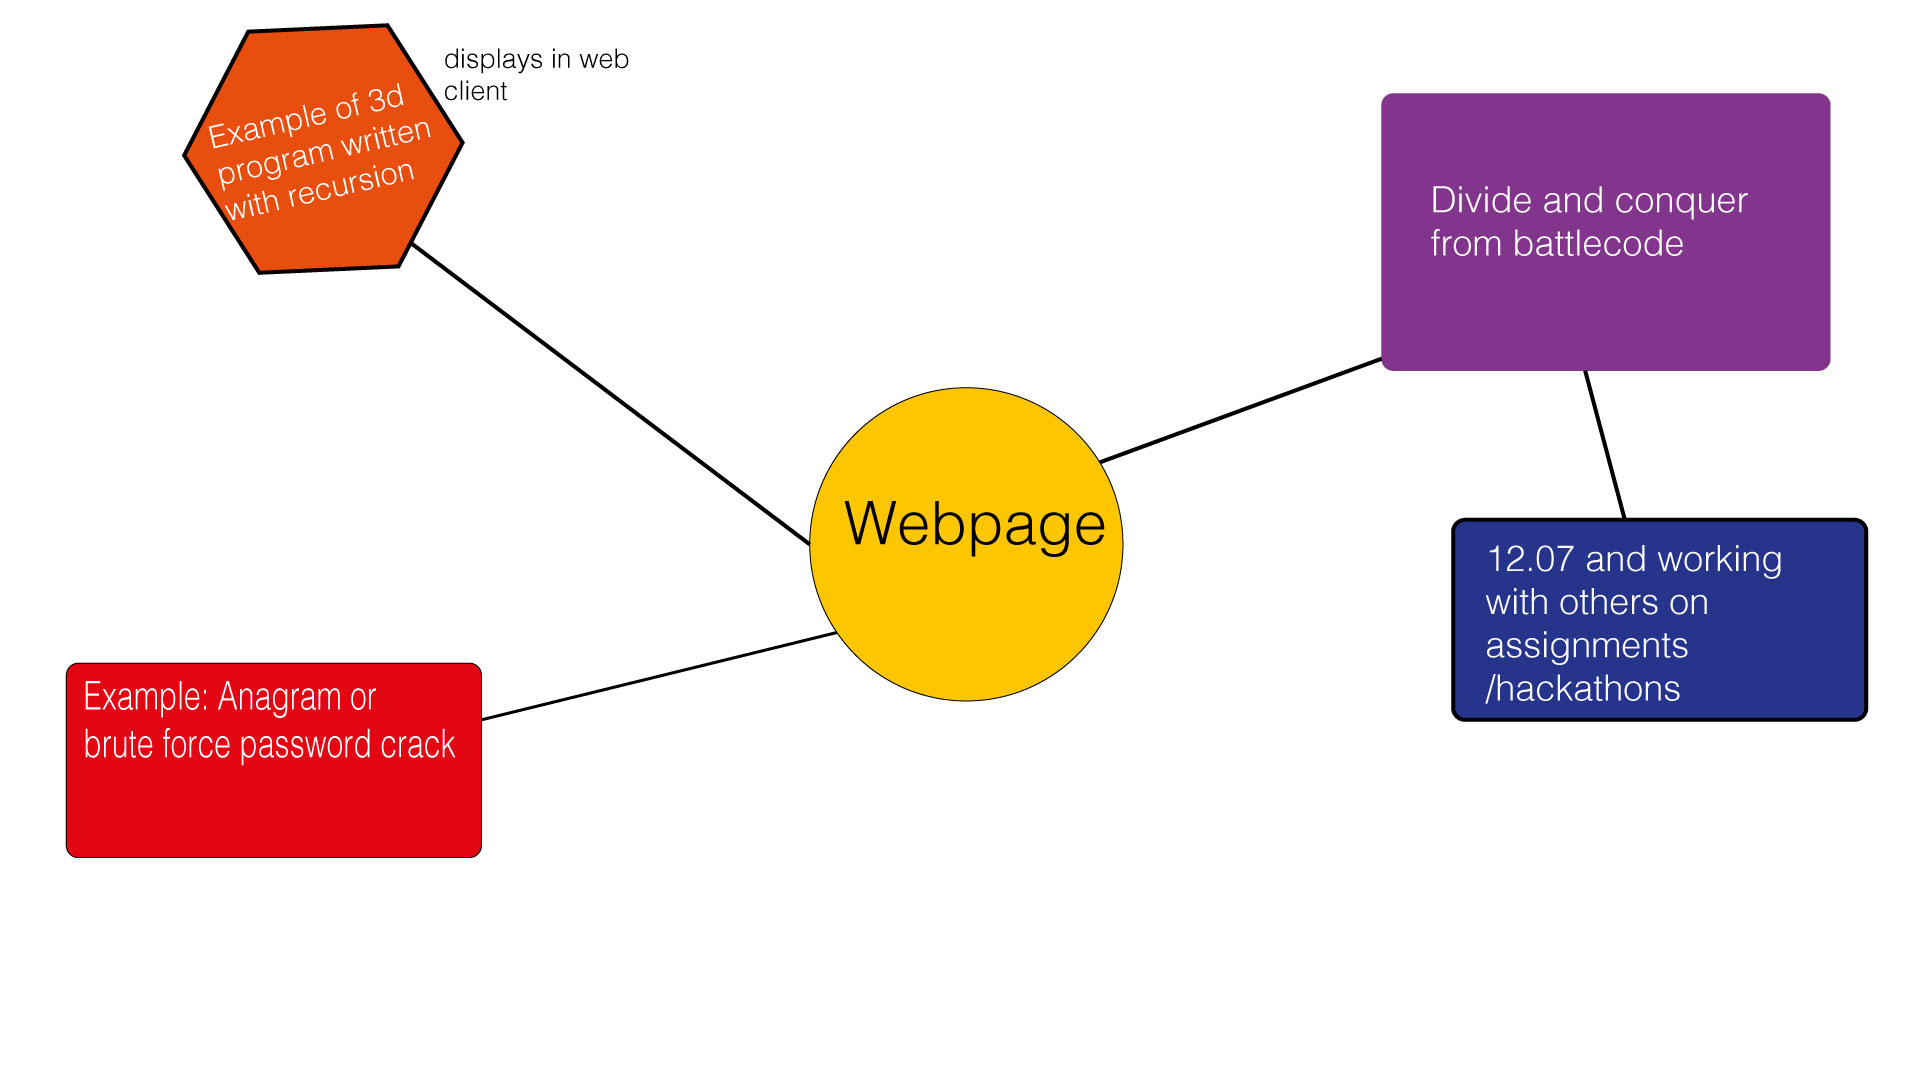 displays in web
client
Example of 3d
program written
with recursion
Divide and conquer
from battlecode
Webpage
12.07 and working
with others on
assignments
/hackathons
Example: Anagram or
brute force password crack